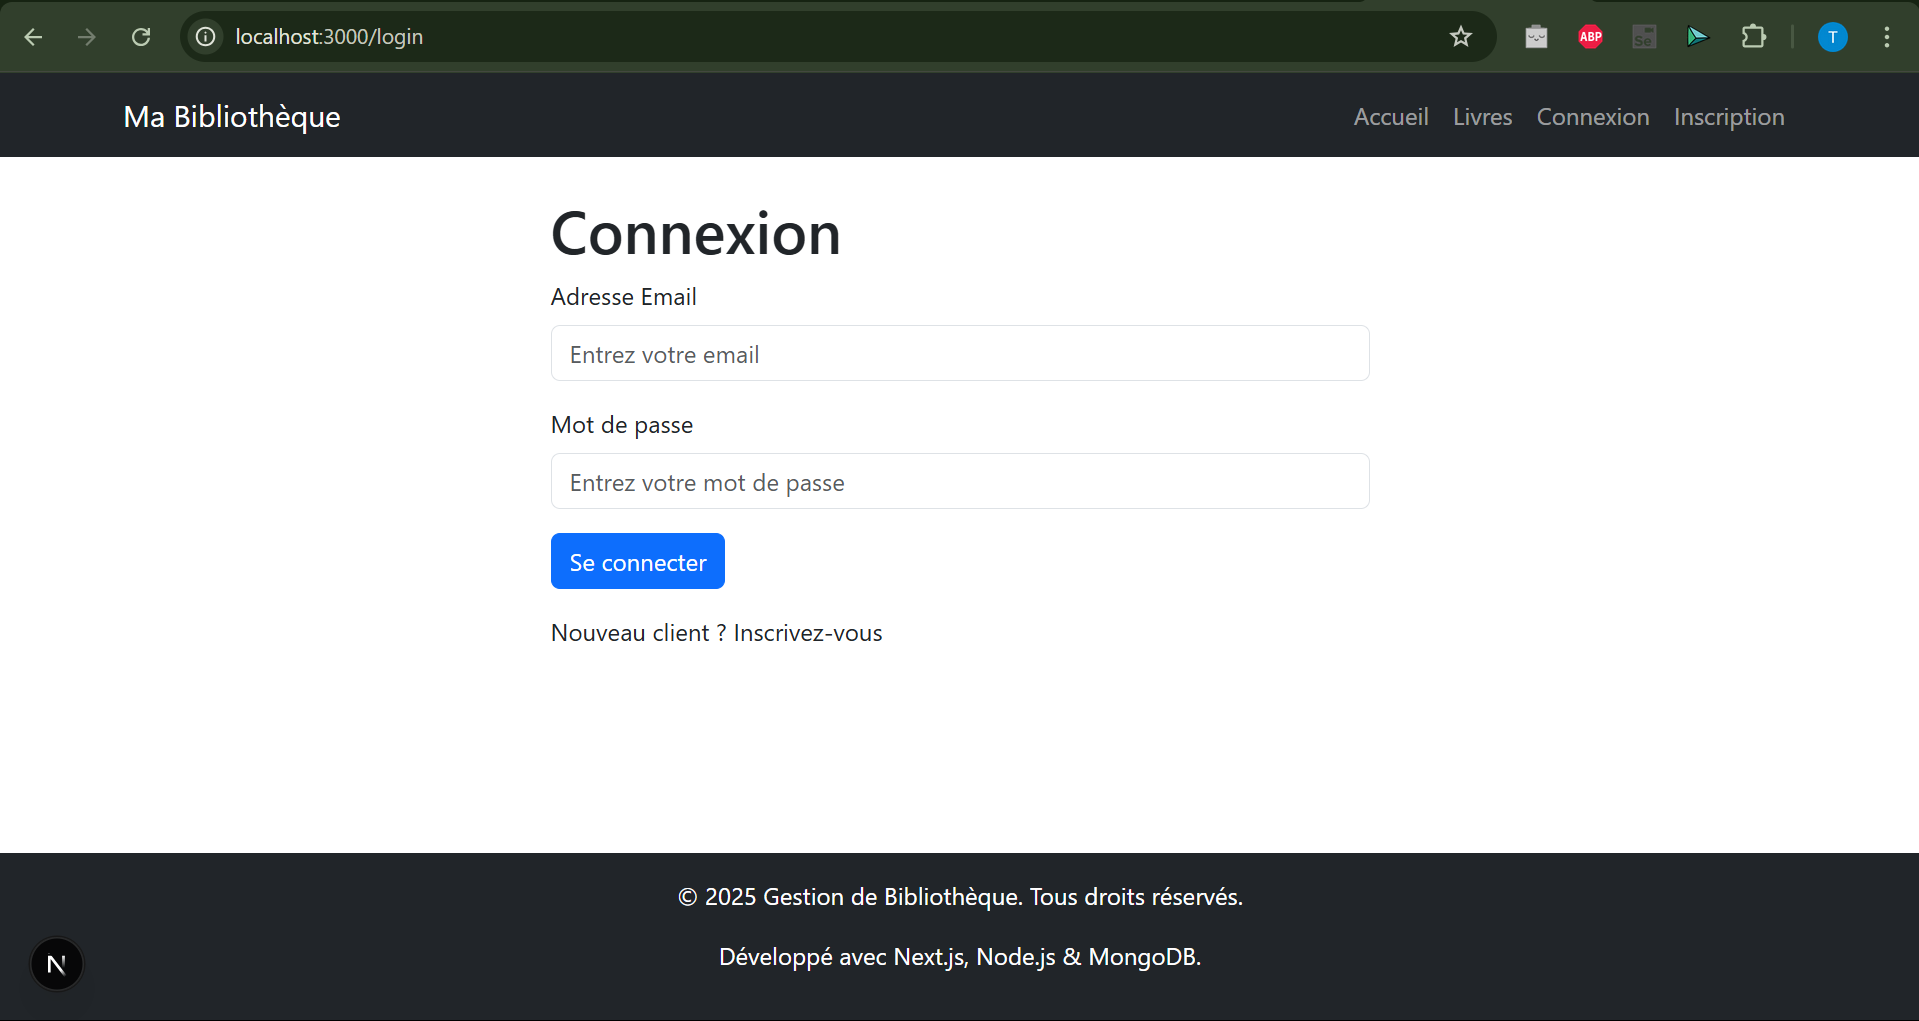 localhost:3000/login
ABP
Se
T
Ma Bibliothèque
Accueil Livres Connexion Inscription
Connexion
Adresse Email
Entrez votre email
Mot de passe
Entrez votre mot de passe
Se connecter
Nouveau client ? Inscrivez-vous
© 2025 Gestion de Bibliothèque. Tous droits réservés.
Développé avec Next.js, Node.js & MongoDB.
N